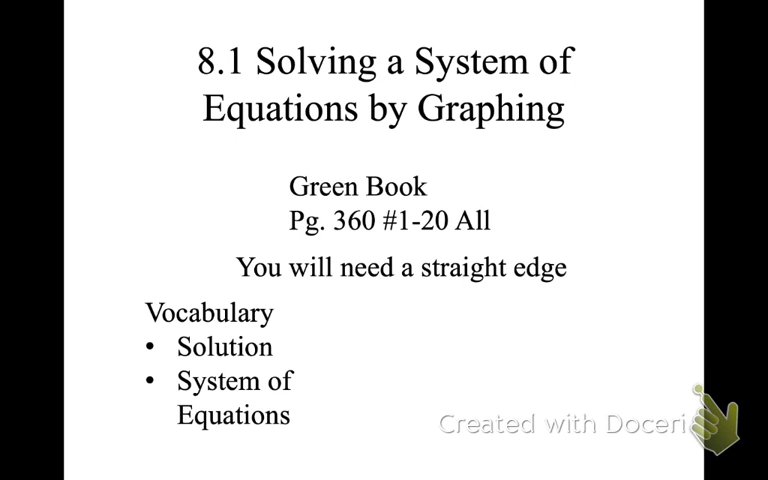 8.1 Solving a System of
Equations by Graphing
Green Book
Pg. 360 #1-20 All
You will need a straight edge
Vocabulary
• Solution
• System of
Equations
Created with Doceri